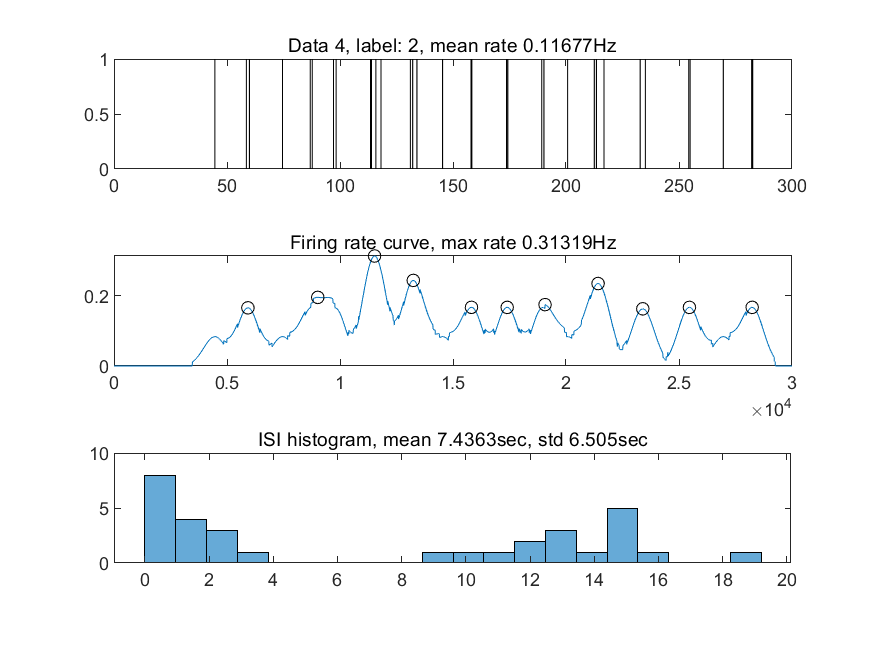 Data 4, label: 2, mean rate 0.11677Hz
1
0.5
0
0 50 100 150 200 250 300
Firing rate curve, max rate 0.31319Hz
0.2
0
0 0.5 1 1.5 2 2.5 3
×10^4
ISI histogram, mean 7.4363sec, std 6.505sec
10
5
0
0 2 4 6 8 10 12 14 16 18 20